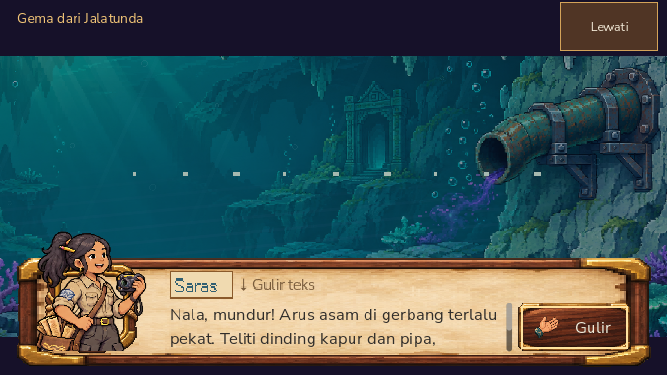 Gema dari Jalatunda
Lewati
Saras ↓ Gulir teks
Nala, mundur! Arus asam di gerbang terlalu
pekat. Teliti dinding kapur dan pipa,
Gulir